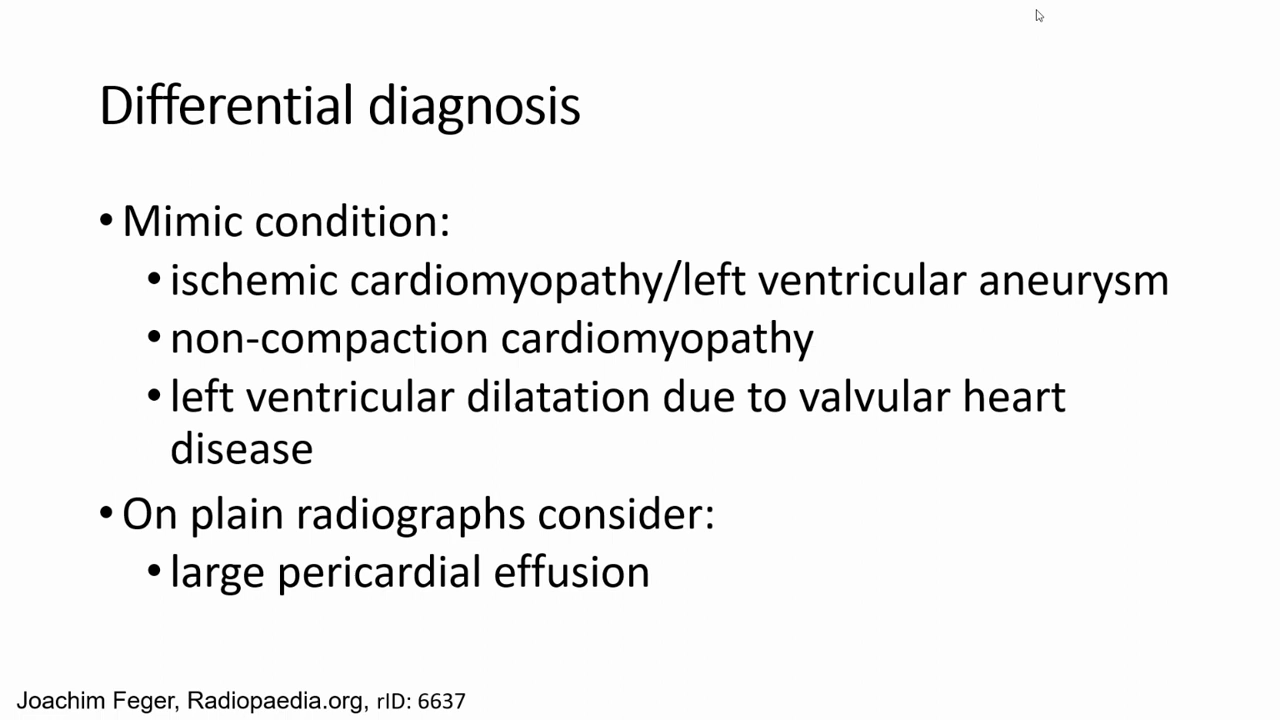 Differential diagnosis
• Mimic condition:
• ischemic cardiomyopathy/left ventricular aneurysm
• non-compaction cardiomyopathy
• left ventricular dilatation due to valvular heart
disease
• On plain radiographs consider:
• large pericardial effusion
Joachim Feger, Radiopaedia.org, rID: 6637